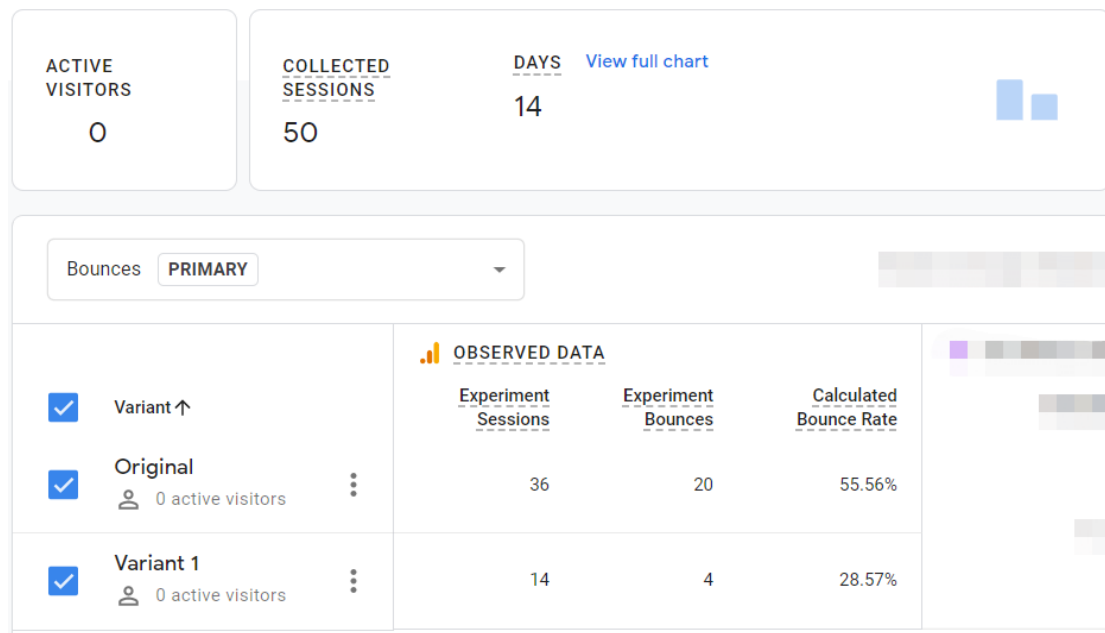 ACTIVE
VISITORS
0
COLLECTED
SESSIONS
50
DAYS
14
View full chart
Bounces PRIMARY
OBSERVED DATA
Variant
Experiment
Sessions
Experiment
Bounces
Calculated
Bounce Rate
Original
0 active visitors
36 20 55.56%
Variant 1
0 active visitors
14 4 28.57%